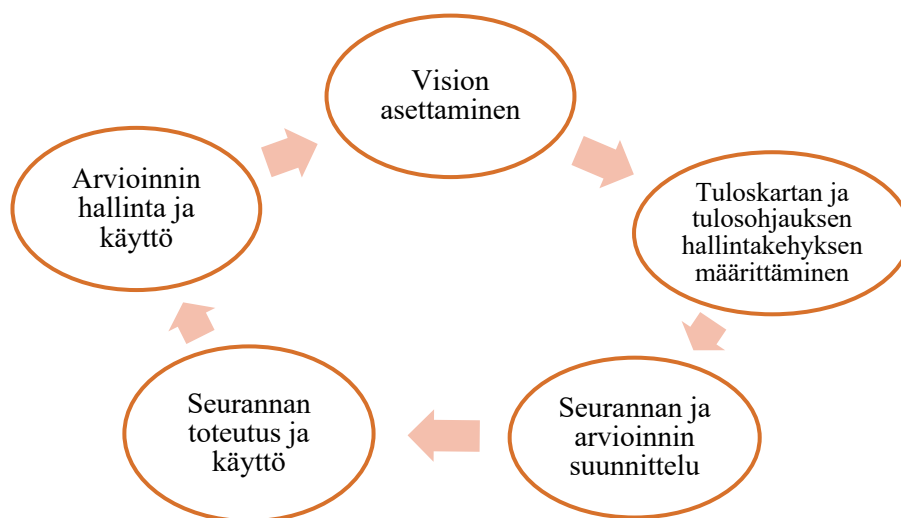 Vision
asettaminen
Tuloskartan ja
tulosohjauksen
hallintakehyksen
määrittäminen
Seurannan ja
arvioinnin
suunnittelu
Seurannan
toteutus ja
käyttö
Arvioinnin
hallinta ja
käyttö